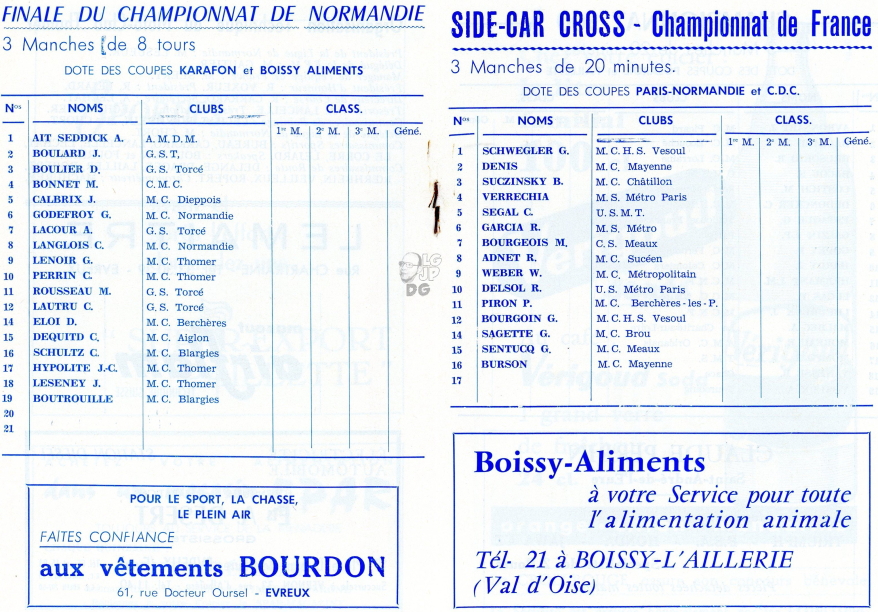 FINALE DU CHAMPIONNAT DE NORMANDIE
3 Manches de 8 tours
DOTE DES COUPES KARAFON et BOISSY ALIMENTS
Nos NOMS CLUBS CLASS.
1re M. 2e M. 3e M. Géné.
1 AIT SEDDICK A. A. M. D. M.
2 BOULARD J. G. S. T,
3 BOULIER D. G. S. Torcé
4 BONNET M. C. M. C.
5 CALBRIX J. M. C. Dieppois
6 GODEFROY G. M. C. Normandie
7 LACOUR A. G. S. Torcé
8 LANGLOIS C. M. C. Normandie
9 LENOIR G. M. C. Thomer
10 PERRIN C. M. C. Thomer
11 ROUSSEAU M. G. S. Torcé
12 LAUTRU C. G. S. Torcé
14 ELOI D. M. C. Berchères
15 DEQUITD C. M. C. Aiglon
16 SCHULTZ C. M. C. Blargies
17 HYPOLITE J.-C. M. C. Thomer
18 LESENEY J. M. C. Thomer
19 BOUTROUILLE M. C. Blargies
20
21
POUR LE SPORT, LA CHASSE,
LE PLEIN AIR
FAITES CONFIANCE
aux vêtements BOURDON
61, rue Docteur Oursel - EVREUX
LG
JP
DG
SIDE-CAR CROSS - Championnat de France
3 Manches de 20 minutes.
DOTE DES COUPES PARIS-NORMANDIE et C.D.C.
Nos NOMS CLUBS CLASS.
1re M. 2e M. 3e M. Géné.
1 SCHWEGLER G. M. C. H. S. Vesoul
2 DENIS M. C. Mayenne
3 SUCZINSKY B. M. C. Châtillon
4 VERRECHIA M. S. Métro Paris
5 SEGAL C. U. S. M. T.
6 GARCIA R. M. S. Métro
7 BOURGEOIS M. C. S. Meaux
8 ADNET R. M. C. Sucéen
9 WEBER W. M. C. Métropolitain
10 DELSOL R. U. S. Métro Paris
11 PIRON P. M. C. Berchères-les-P.
12 BOURGOIN G. M. C. H. S. Vesoul
14 SAGETTE G. M. C. Brou
15 SENTUCQ G. M. C. Meaux
16 BURSON M. C. Mayenne
17
Boissy-Aliments
à votre Service pour toute
l'alimentation animale
Tél- 21 à BOISSY-L'AILLERIE
(Val d'Oise)